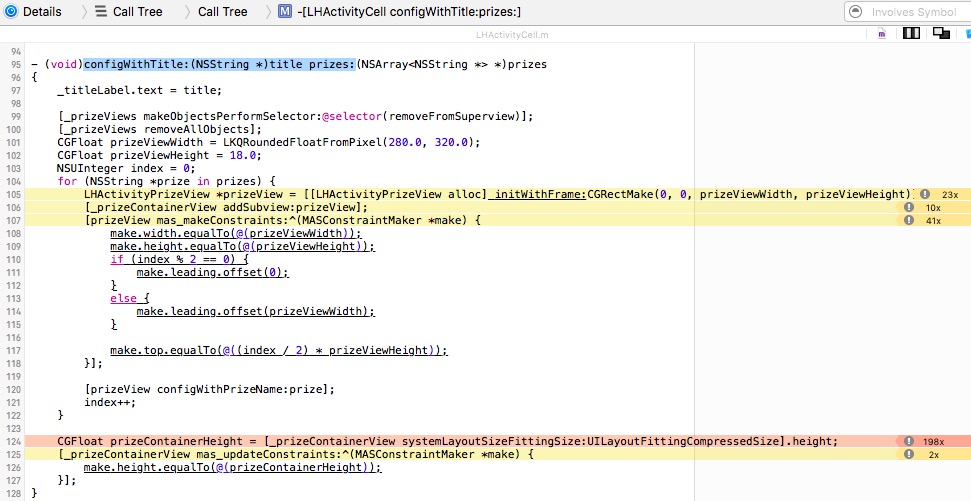 Details Call Tree Call Tree M -[LHActivityCell configWithTitle:prizes:] Involves Symbol
LHActivityCell.m
94
95 - (void)configWithTitle:(NSString *)title prizes:(NSArray<NSString *> *)prizes
96 {
97 _titleLabel.text = title;
98
99 [_prizeViews makeObjectsPerformSelector:@selector(removeFromSuperview)];
100 [_prizeViews removeAllObjects];
101 CGFloat prizeViewWidth = LKQRoundedFloatFromPixel(280.0, 320.0);
102 CGFloat prizeViewHeight = 18.0;
103 NSUInteger index = 0;
104 for (NSString *prize in prizes) {
105 LHActivityPrizeView *prizeView = [[LHActivityPrizeView alloc] initWithFrame:CGRectMake(0, 0, prizeViewWidth, prizeViewHeight) 23x
106 [_prizeContainerView addSubview:prizeView]; 10x
107 [prizeView mas_makeConstraints:^(MASConstraintMaker *make) { 41x
108 make.width.equalTo(@(prizeViewWidth));
109 make.height.equalTo(@(prizeViewHeight));
110 if (index % 2 == 0) {
111 make.leading.offset(0);
112 }
113 else {
114 make.leading.offset(prizeViewWidth);
115 }
116
117 make.top.equalTo(@((index / 2) * prizeViewHeight));
118 }];
119
120 [prizeView configWithPrizeName:prize];
121 index++;
122 }
123
124 CGFloat prizeContainerHeight = [_prizeContainerView systemLayoutSizeFittingSize:UILayoutFittingCompressedSize].height; 198x
125 [_prizeContainerView mas_updateConstraints:^(MASConstraintMaker *make) { 2x
126 make.height.equalTo(@(prizeContainerHeight));
127 }];
128 }